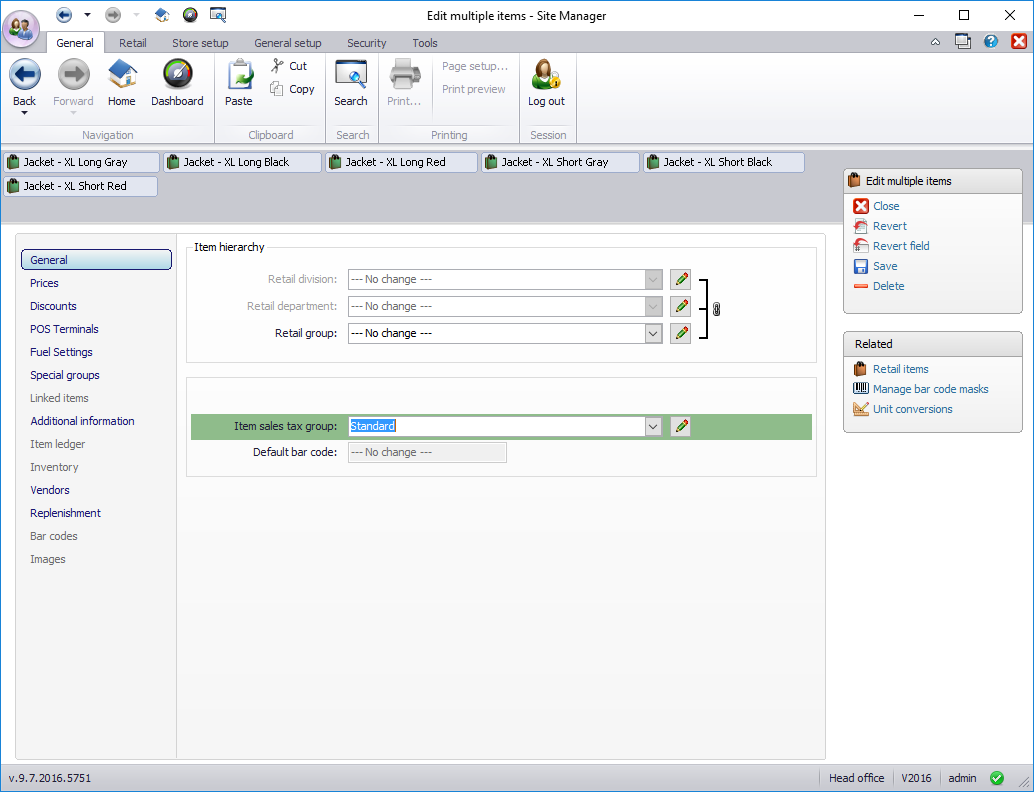 Edit multiple items - Site Manager
General Retail Store setup General setup Security Tools
Back Forward Home Dashboard
Navigation
Paste Cut
Copy
Clipboard
Search
Search
Print... Page setup...
Print preview
Printing
Log out
Session
Jacket - XL Long Gray Jacket - XL Long Black Jacket - XL Long Red Jacket - XL Short Gray Jacket - XL Short Black
Jacket - XL Short Red
General
Prices
Discounts
POS Terminals
Fuel Settings
Special groups
Linked items
Additional information
Item ledger
Inventory
Vendors
Replenishment
Bar codes
Images
Item hierarchy
Retail division: --- No change ---
Retail department: --- No change ---
Retail group: --- No change ---
Item sales tax group: Standard
Default bar code: --- No change ---
Edit multiple items
Close
Revert
Revert field
Save
Delete
Related
Retail items
Manage bar code masks
Unit conversions
v.9.7.2016.5751 Head office V2016 admin